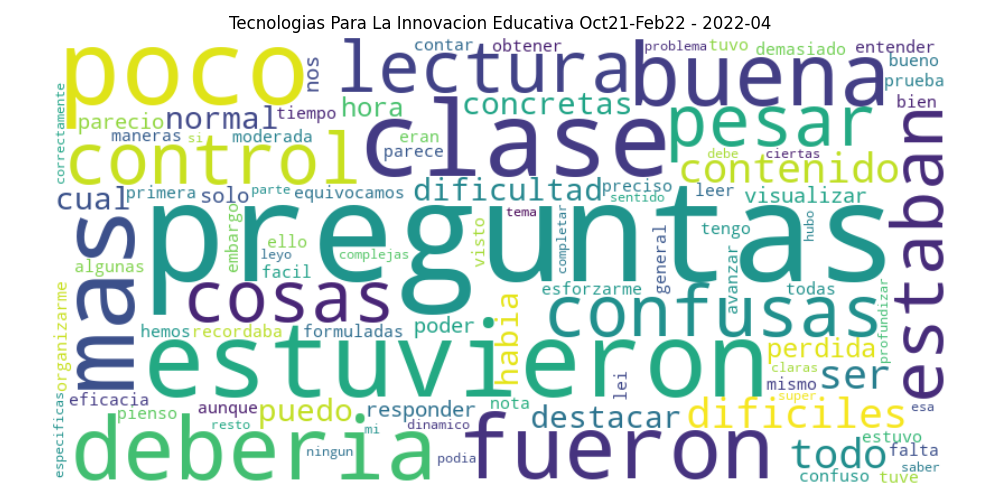 Tecnologias Para La Innovacion Educativa Oct21-Feb22 - 2022-04
poco
nos
lectura
contar
obtener
buena
problema
tuvo
demasiado
entender
bueno
prueba
correctamente
parecio
normal
tiempo
hora
concretas
clase
pesar
bien
maneras
si
moderada
eran
parece
control
debe
ciertas
contenido
estaban
cual
primera
solo
parte
equivocamos
dificultad
preciso
sentido
leer
visualizar
mas
preguntas
embargo
ello
leyo
facil
complejas
visto
tema
completar
general
tengo
avanzar
hubo
algunas
cosas
esforzarme
todas
confusas
profundizar
organizarme
hemos
recordaba
formuladas
poder
habia
estuvieron
perdida
claras
mismo
ser
super
lei
eficacia
especificas
pienso
aunque
resto
puedo
responder
mi
dinamico
nota
destacar
dificiles
esa
deberia
ningun
podia
fueron
todo
estuvo
falta
saber
confuso
tuve